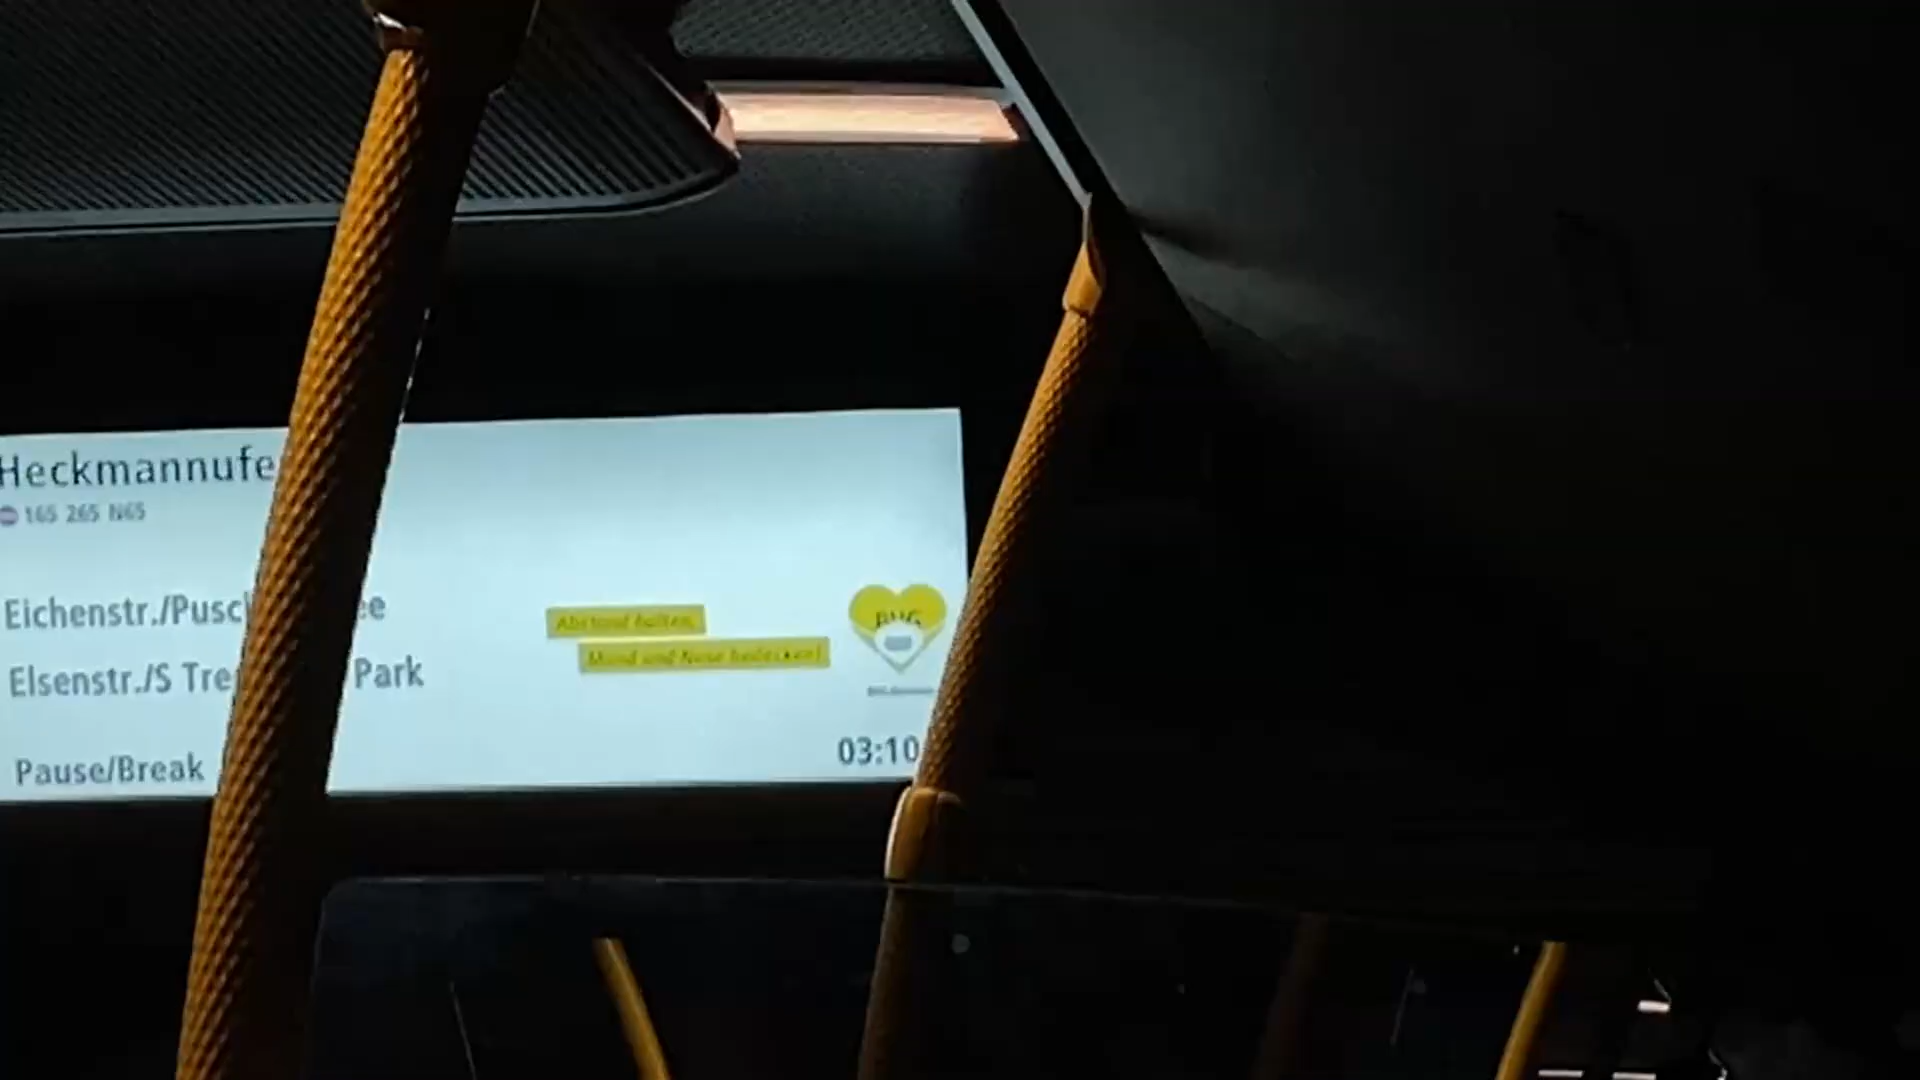 Heckmannufe
165 265 N65
Eichenstr./Pusc ee
Elsenstr./S Tre Park
Abstand halten,
Mund und Nase bedecken!
BVG
Pause/Break
03:10